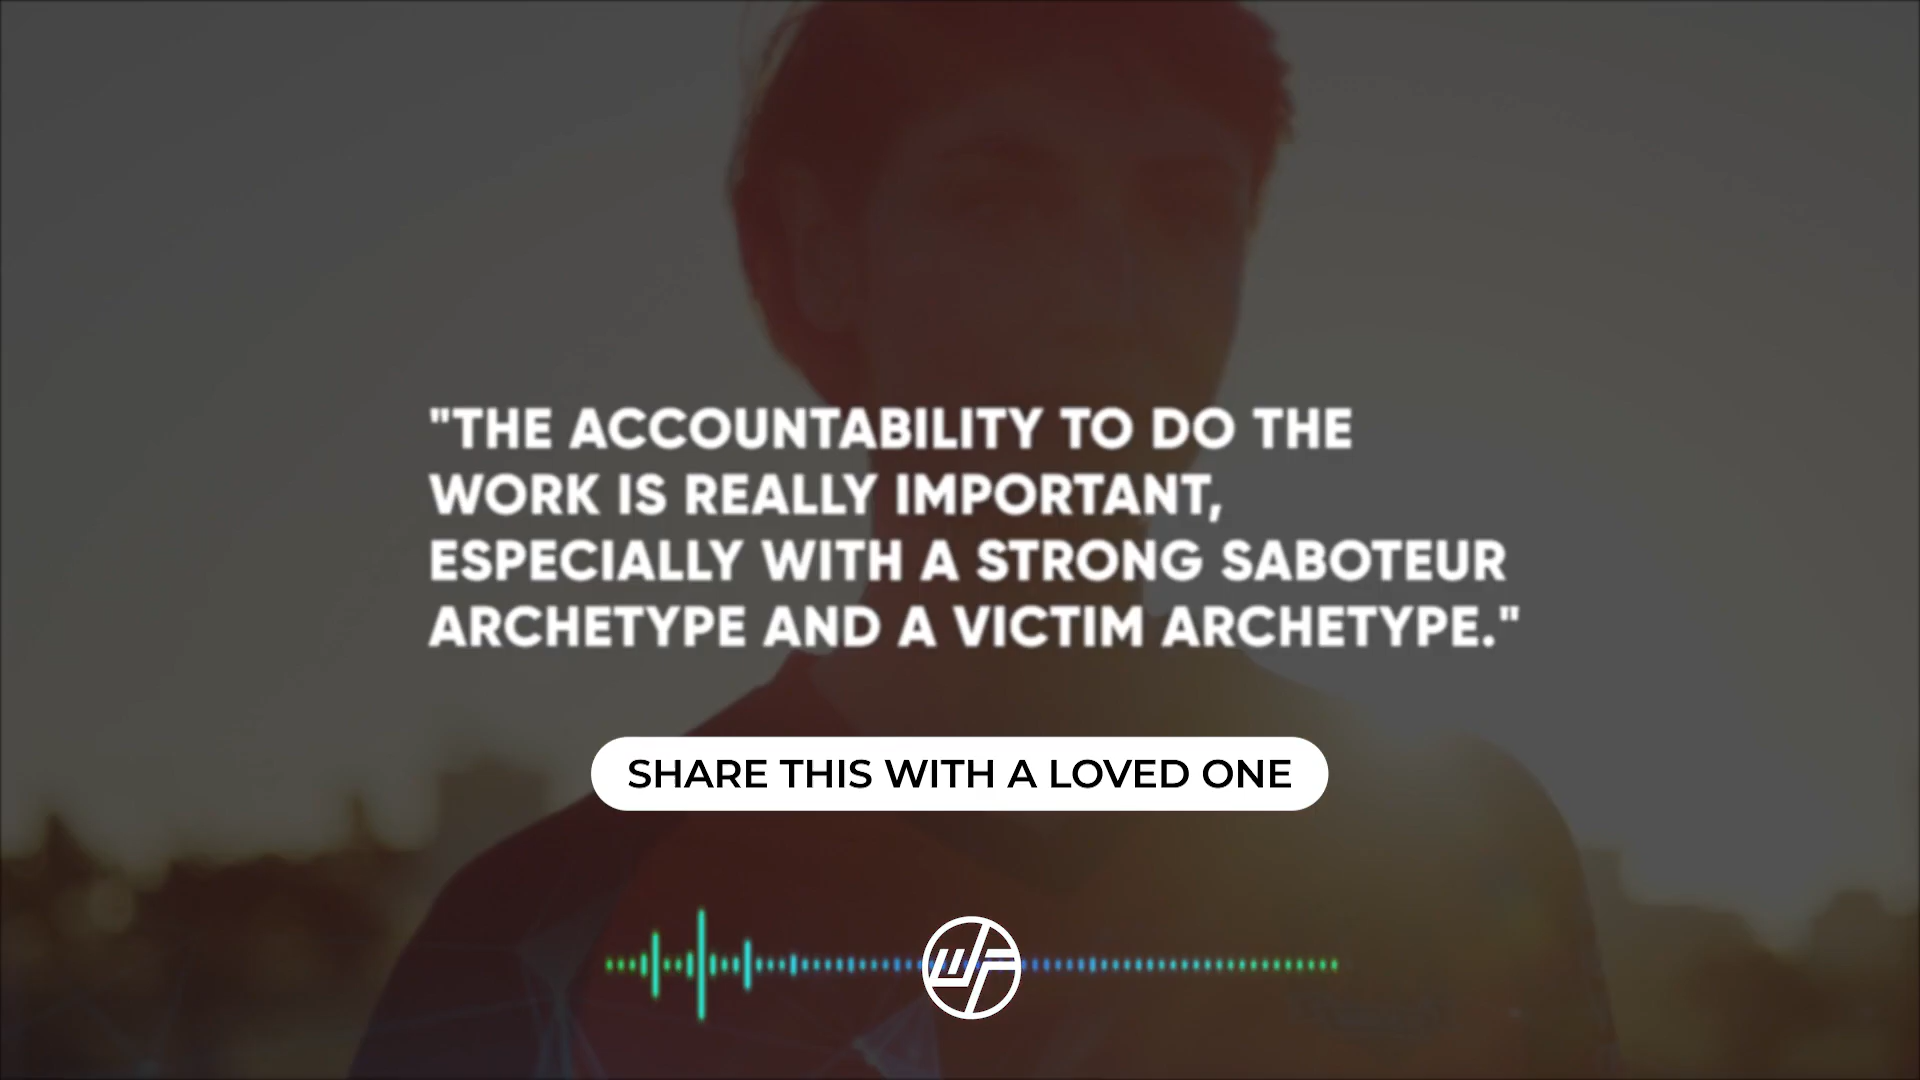 "THE ACCOUNTABILITY TO DO THE
WORK IS REALLY IMPORTANT,
ESPECIALLY WITH A STRONG SABOTEUR
ARCHETYPE AND A VICTIM ARCHETYPE."
SHARE THIS WITH A LOVED ONE
WF